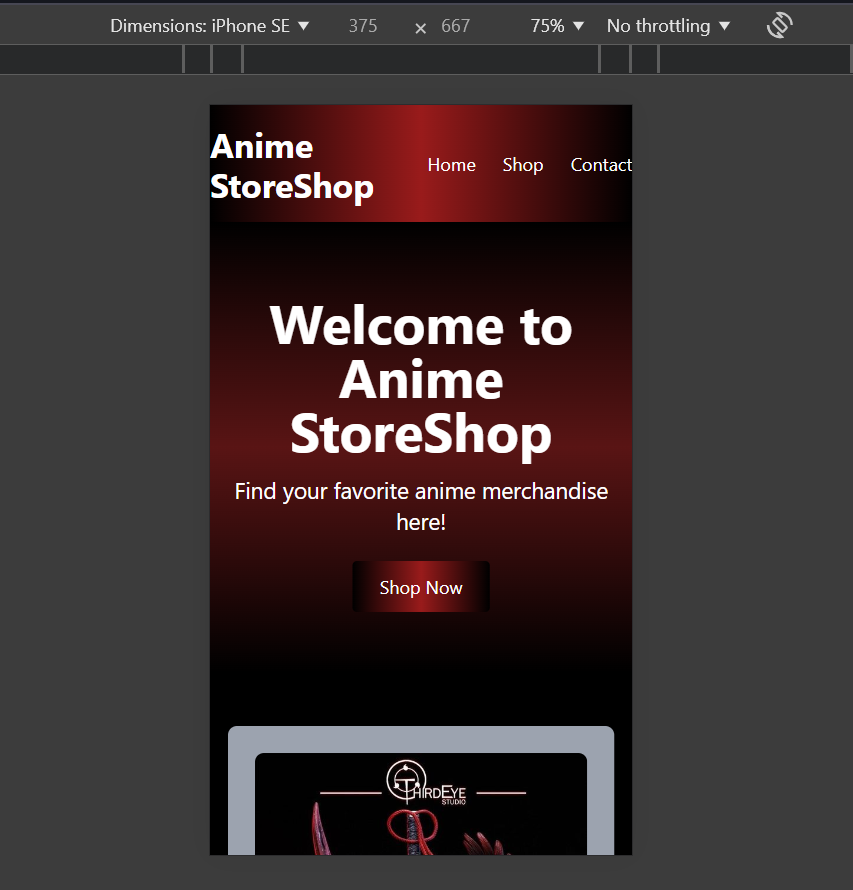 Dimensions: iPhone SE ▼ 375 × 667 75% ▼ No throttling ▼
Anime
StoreShop
Home Shop Contact
Welcome to
Anime
StoreShop
Find your favorite anime merchandise
here!
Shop Now
THIRDEYE
STUDIO